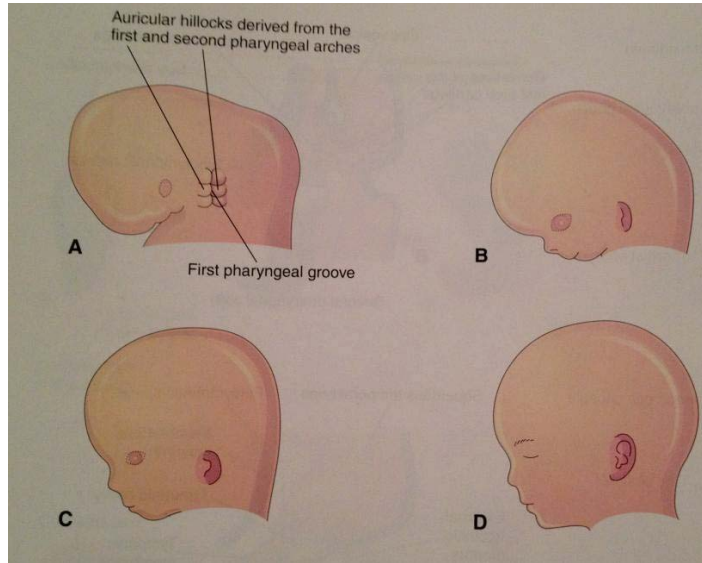 Auricular hillocks derived from the
first and second pharyngeal arches
A
B
First pharyngeal groove
C
D